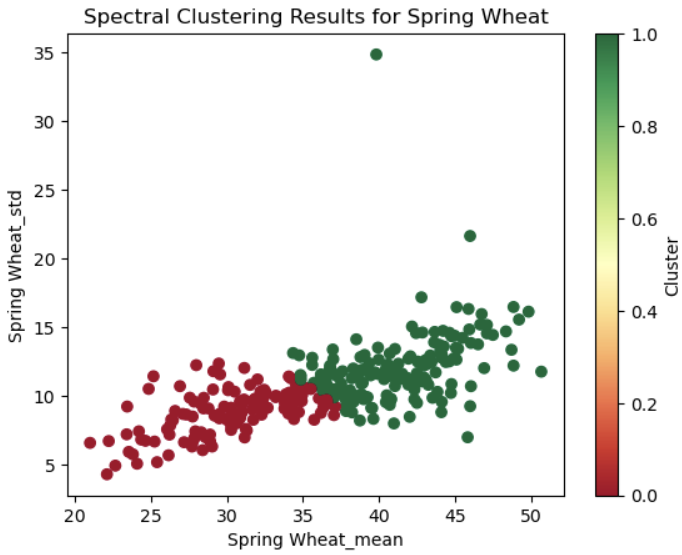 Spectral Clustering Results for Spring Wheat
35
30
25
20
15
10
5
Spring Wheat_std
20 25 30 35 40 45 50
Spring Wheat_mean
1.0
0.8
0.6
0.4
0.2
0.0
Cluster